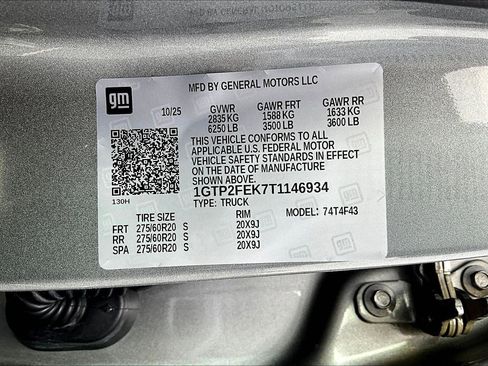 MFD BY GENERAL MOTORS LLC
gm
10/25
GVWR GAWR FRT GAWR RR
2835 KG 1588 KG 1633 KG
6250 LB 3500 LB 3600 LB
THIS VEHICLE CONFORMS TO ALL
APPLICABLE U.S. FEDERAL MOTOR
VEHICLE SAFETY STANDARDS IN EFFECT
ON THE DATE OF MANUFACTURE
SHOWN ABOVE.
130H
1GTP2FEK7T1146934
TYPE: TRUCK MODEL: 74T4F43
TIRE SIZE RIM
FRT 275/60R20 S 20X9J
RR 275/60R20 S 20X9J
SPA 275/60R20 S 20X9J